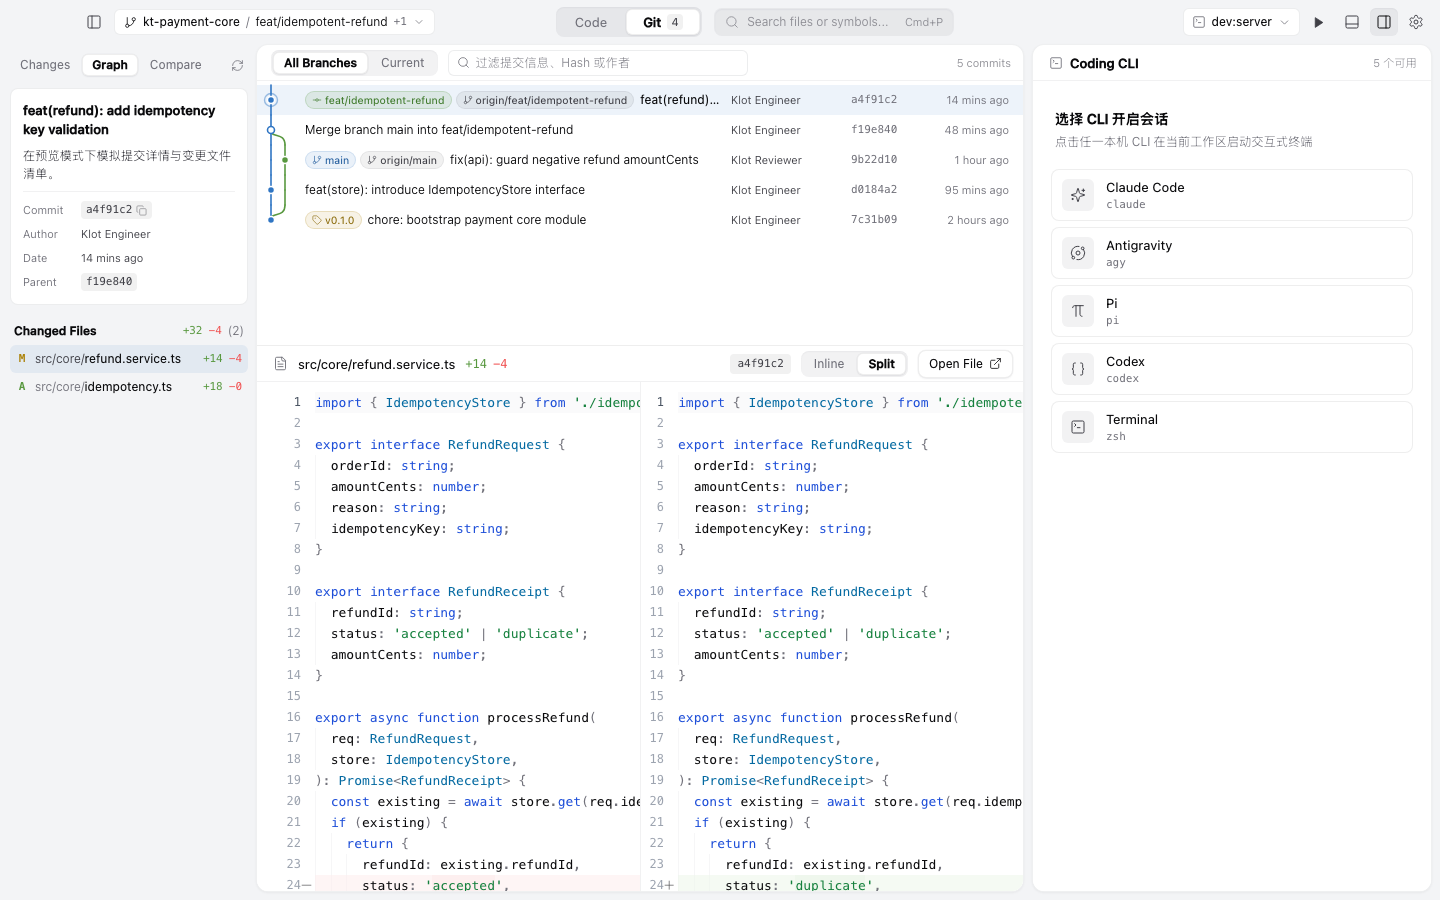 kt-payment-core / feat/idempotent-refund +1
Code
Git 4
Search files or symbols... Cmd+P
dev:server
Changes
Graph
Compare
feat(refund): add idempotency
key validation
在预览模式下模拟提交详情与变更文件
清单。
Commit a4f91c2
Author Klot Engineer
Date 14 mins ago
Parent f19e840
Changed Files +32 −4 (2)
M src/core/refund.service.ts +14 −4
A src/core/idempotency.ts +18 −0
All Branches
Current
过滤提交信息、Hash 或作者
5 commits
feat/idempotent-refund origin/feat/idempotent-refund feat(refund)... Klot Engineer a4f91c2 14 mins ago
Merge branch main into feat/idempotent-refund Klot Engineer f19e840 48 mins ago
main origin/main fix(api): guard negative refund amountCents Klot Reviewer 9b22d10 1 hour ago
feat(store): introduce IdempotencyStore interface Klot Engineer d0184a2 95 mins ago
v0.1.0 chore: bootstrap payment core module Klot Engineer 7c31b09 2 hours ago
src/core/refund.service.ts +14 −4
a4f91c2
Inline
Split
Open File
1 import { IdempotencyStore } from './idempo
2
3 export interface RefundRequest {
4 orderId: string;
5 amountCents: number;
6 reason: string;
7 idempotencyKey: string;
8 }
9
10 export interface RefundReceipt {
11 refundId: string;
12 status: 'accepted' | 'duplicate';
13 amountCents: number;
14 }
15
16 export async function processRefund(
17 req: RefundRequest,
18 store: IdempotencyStore,
19 ): Promise<RefundReceipt> {
20 const existing = await store.get(req.ide
21 if (existing) {
22 return {
23 refundId: existing.refundId,
24− status: 'accepted',
1 import { IdempotencyStore } from './idempote
2
3 export interface RefundRequest {
4 orderId: string;
5 amountCents: number;
6 reason: string;
7 idempotencyKey: string;
8 }
9
10 export interface RefundReceipt {
11 refundId: string;
12 status: 'accepted' | 'duplicate';
13 amountCents: number;
14 }
15
16 export async function processRefund(
17 req: RefundRequest,
18 store: IdempotencyStore,
19 ): Promise<RefundReceipt> {
20 const existing = await store.get(req.idemp
21 if (existing) {
22 return {
23 refundId: existing.refundId,
24+ status: 'duplicate',
Coding CLI
5 个可用
选择 CLI 开启会话
点击任一本机 CLI 在当前工作区启动交互式终端
Claude Code
claude
Antigravity
agy
Pi
pi
Codex
codex
Terminal
zsh